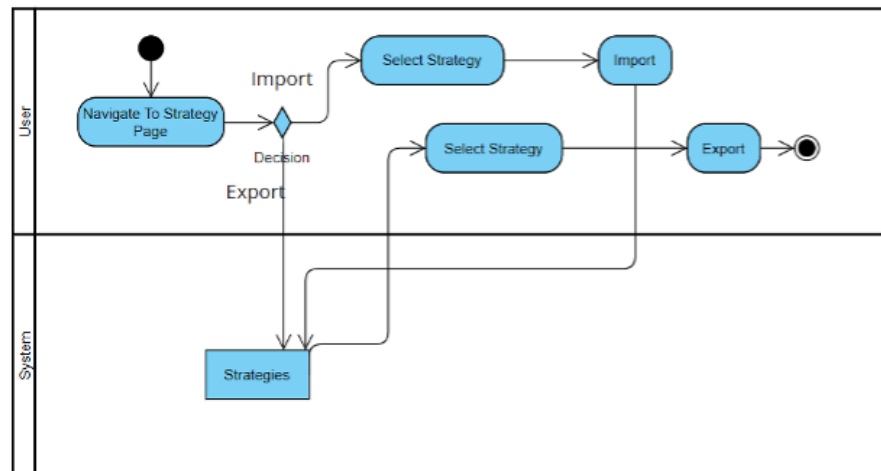 User
Import
Select Strategy
Import
Navigate To Strategy
Page
Decision
Select Strategy
Export
Export
System
Strategies